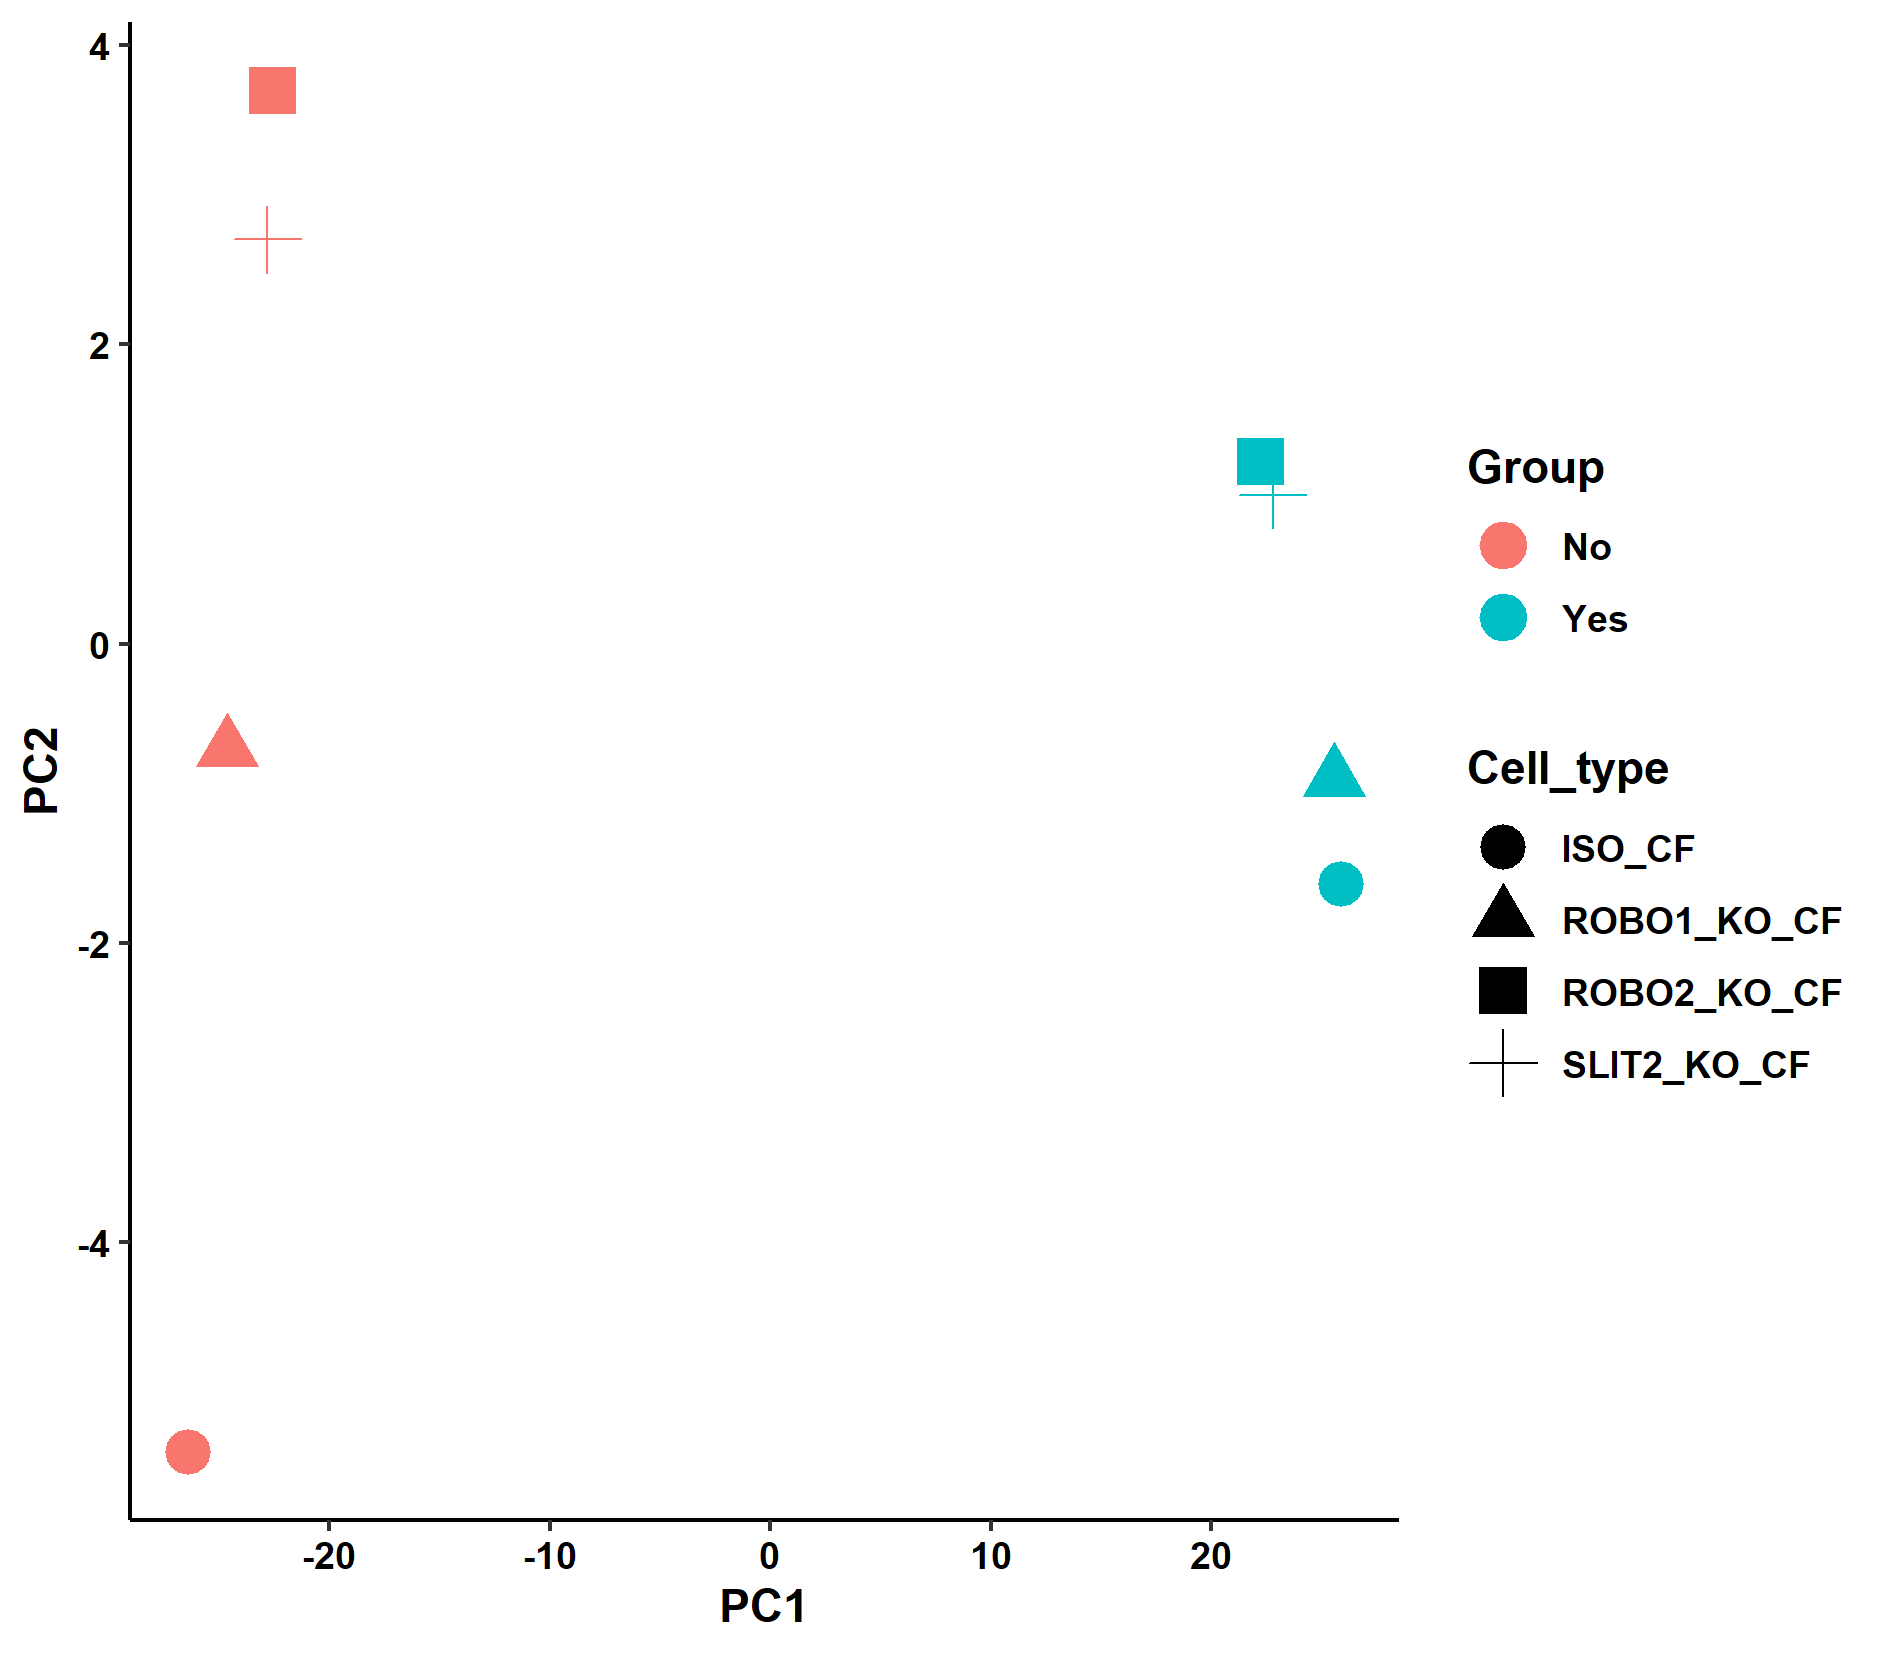 4
2
0
-2
-4
PC2
-20 -10 0 10 20
PC1
Group
No
Yes
Cell_type
ISO_CF
ROBO1_KO_CF
ROBO2_KO_CF
SLIT2_KO_CF